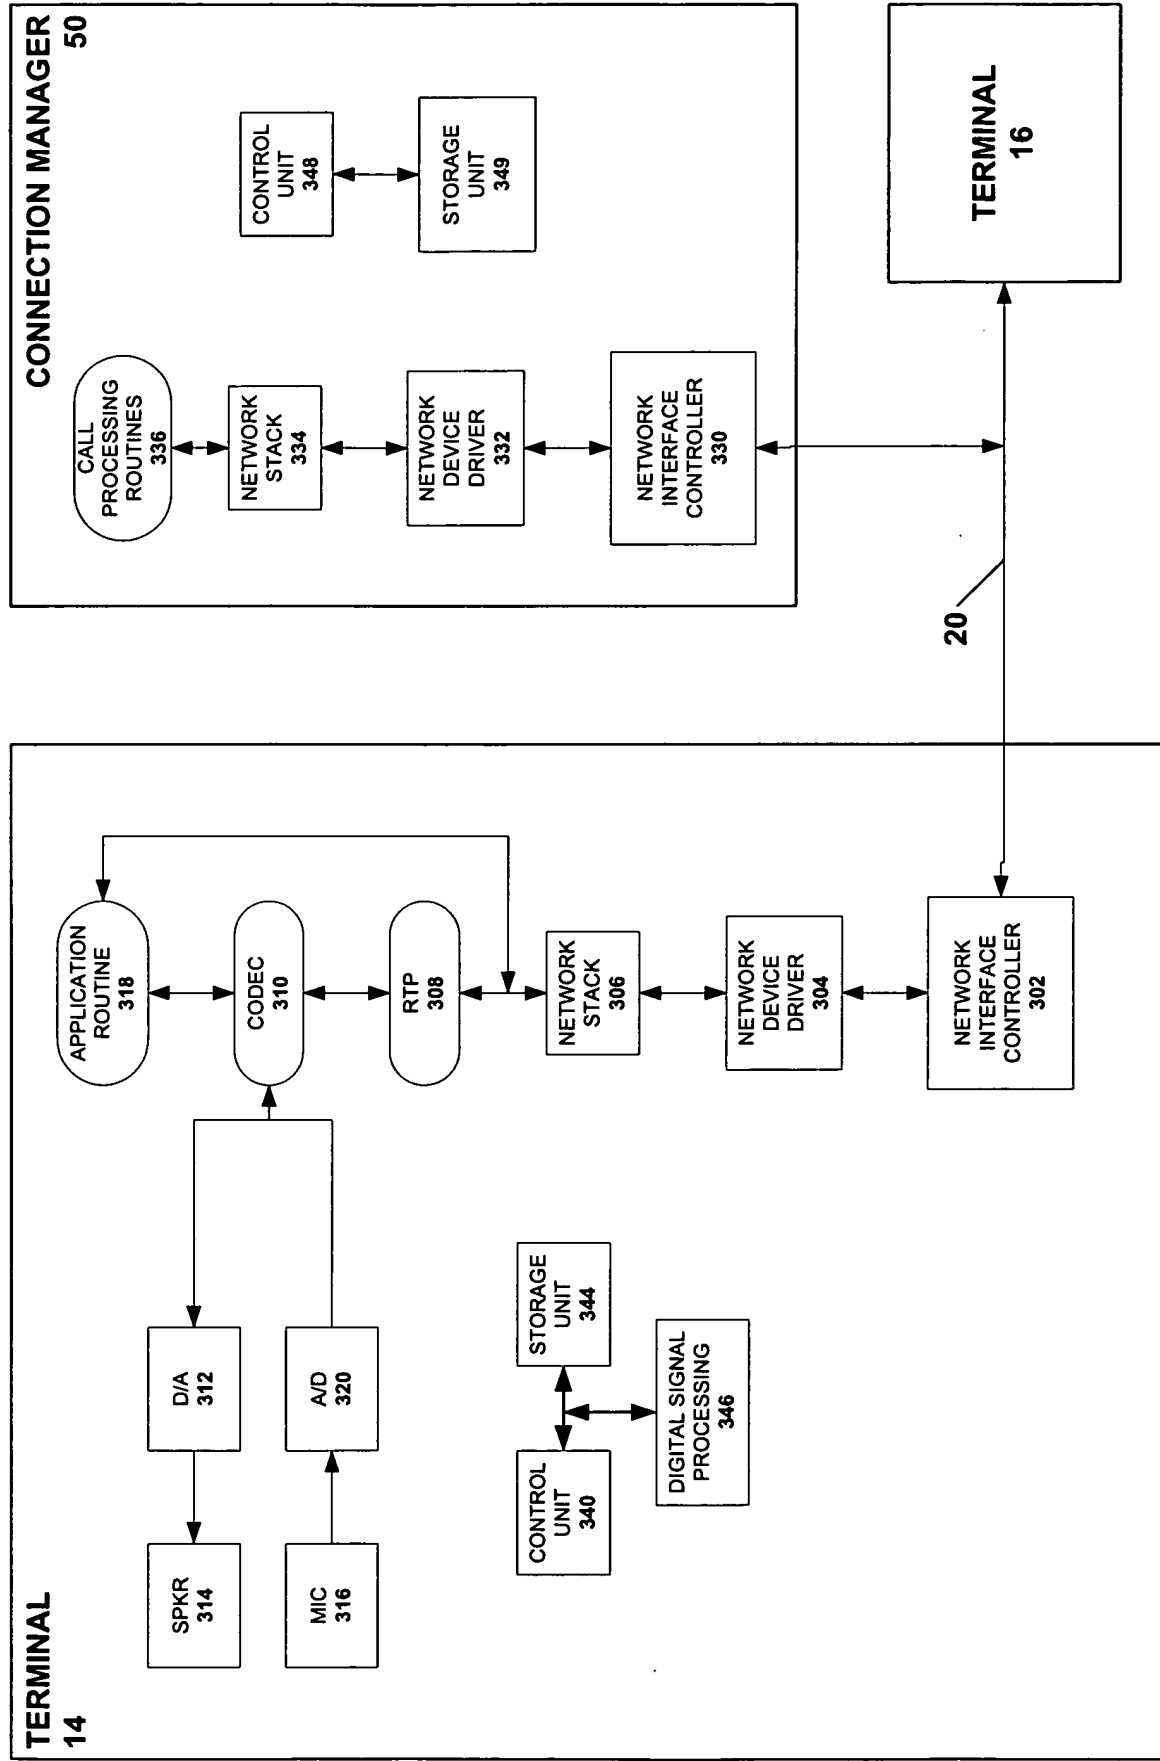 TERMINAL
14
SPKR
314
D/A
312
MIC
316
A/D
320
APPLICATION
ROUTINE
318
CODEC
310
RTP
308
NETWORK
STACK
306
NETWORK
DEVICE
DRIVER
304
NETWORK
INTERFACE
CONTROLLER
302
CONTROL
UNIT
340
STORAGE
UNIT
344
DIGITAL SIGNAL
PROCESSING
346
CONNECTION MANAGER
50
CALL
PROCESSING
ROUTINES
336
NETWORK
STACK
334
NETWORK
DEVICE
DRIVER
332
NETWORK
INTERFACE
CONTROLLER
330
CONTROL
UNIT
348
STORAGE
UNIT
349
20
TERMINAL
16